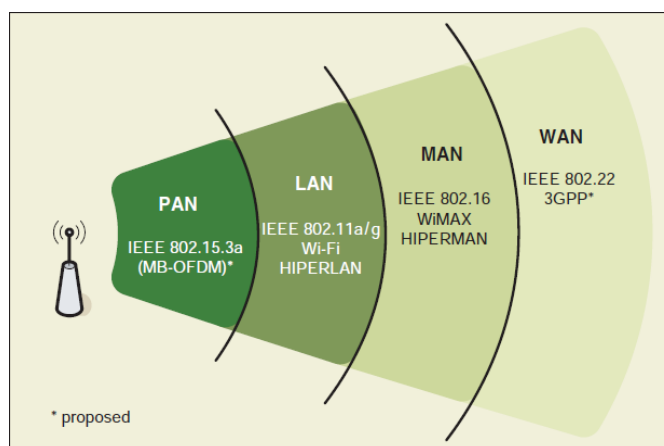 PAN
IEEE 802.15.3a
(MB-OFDM)*
LAN
IEEE 802.11a/g
Wi-Fi
HIPERLAN
MAN
IEEE 802.16
WiMAX
HIPERMAN
WAN
IEEE 802.22
3GPP*
* proposed